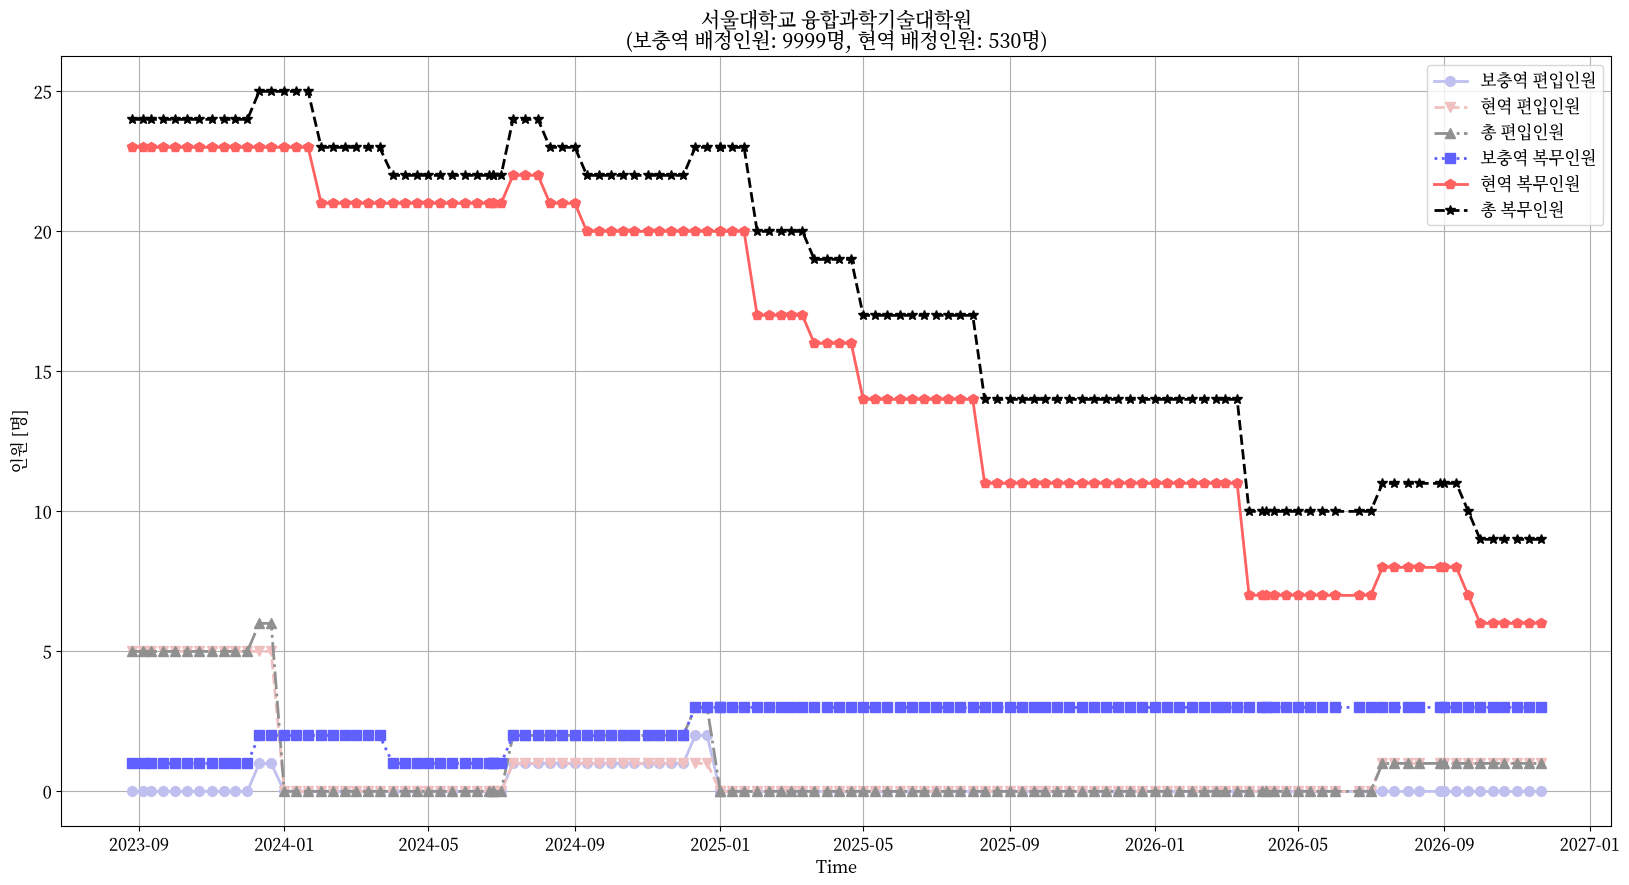 서울대학교 융합과학기술대학원
(보충역 배정인원: 9999명, 현역 배정인원: 530명)
보충역 편입인원
현역 편입인원
총 편입인원
보충역 복무인원
현역 복무인원
총 복무인원
인원 [명]
25
20
15
10
5
0
2023-09
2024-01
2024-05
2024-09
2025-01
2025-05
2025-09
2026-01
2026-05
2026-09
2027-01
Time